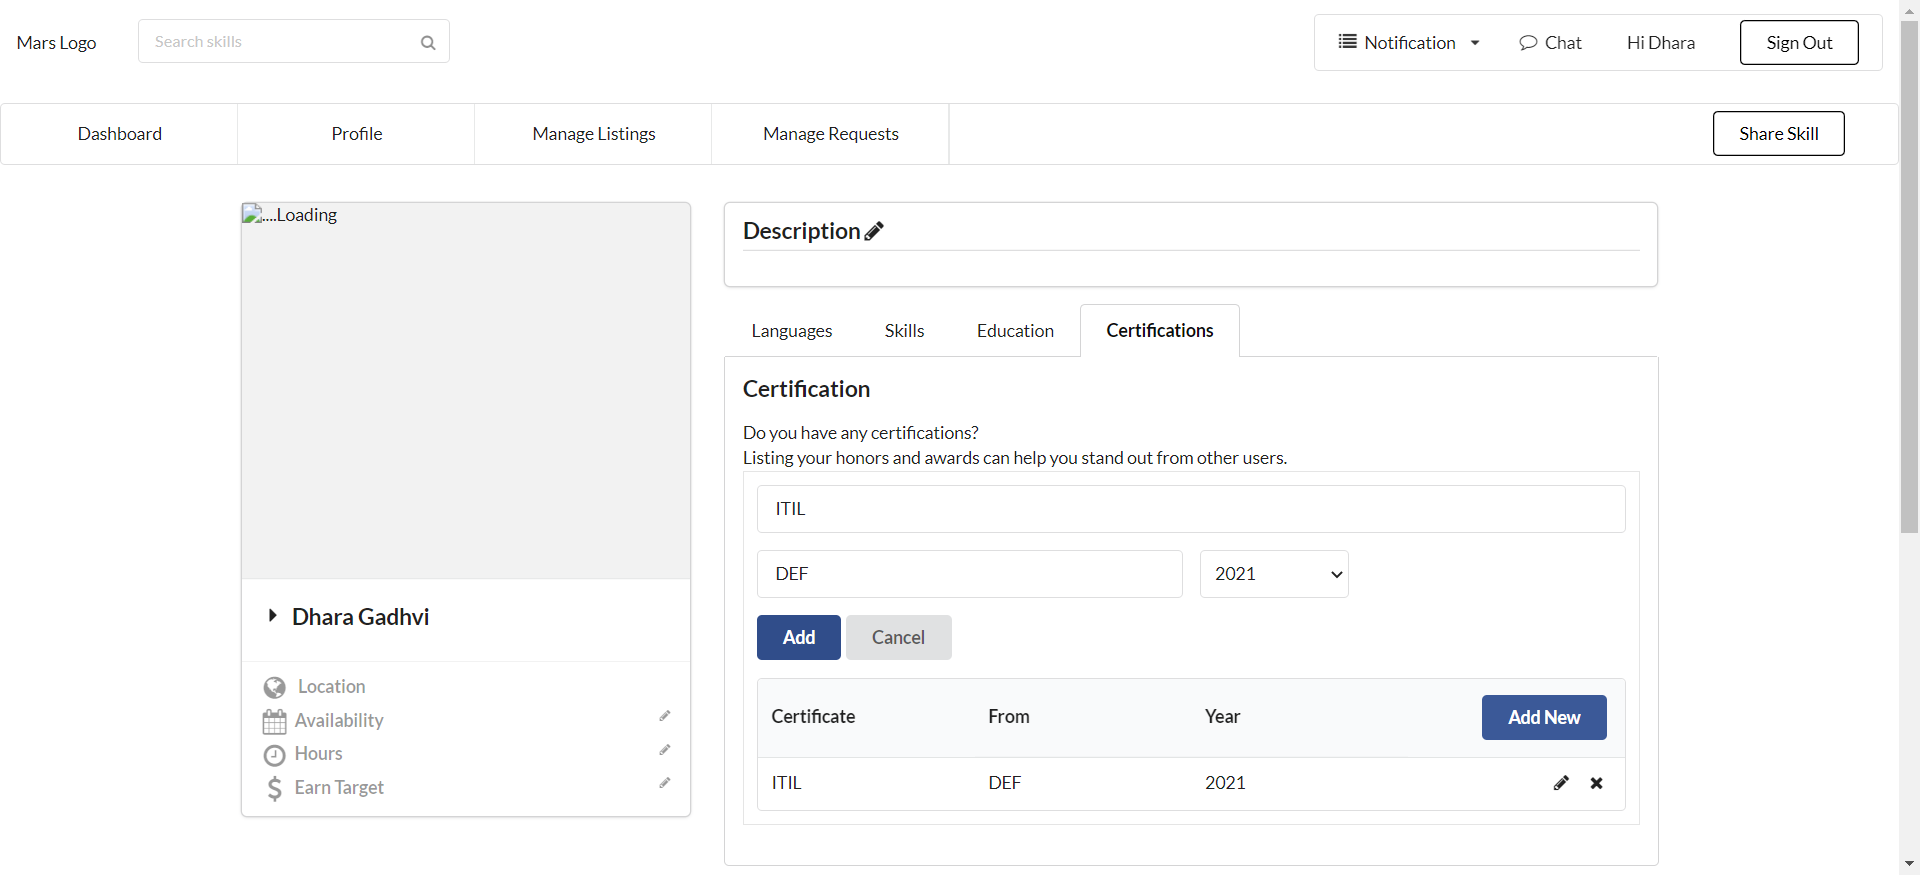 Mars Logo
Search skills
Notification
Chat
Hi Dhara
Sign Out
Dashboard
Profile
Manage Listings
Manage Requests
Share Skill
....Loading
Dhara Gadhvi
Location
Availability
Hours
Earn Target
Description
Languages
Skills
Education
Certifications
Certification
Do you have any certifications?
Listing your honors and awards can help you stand out from other users.
ITIL
DEF
2021
Add
Cancel
Certificate From Year Add New
ITIL DEF 2021